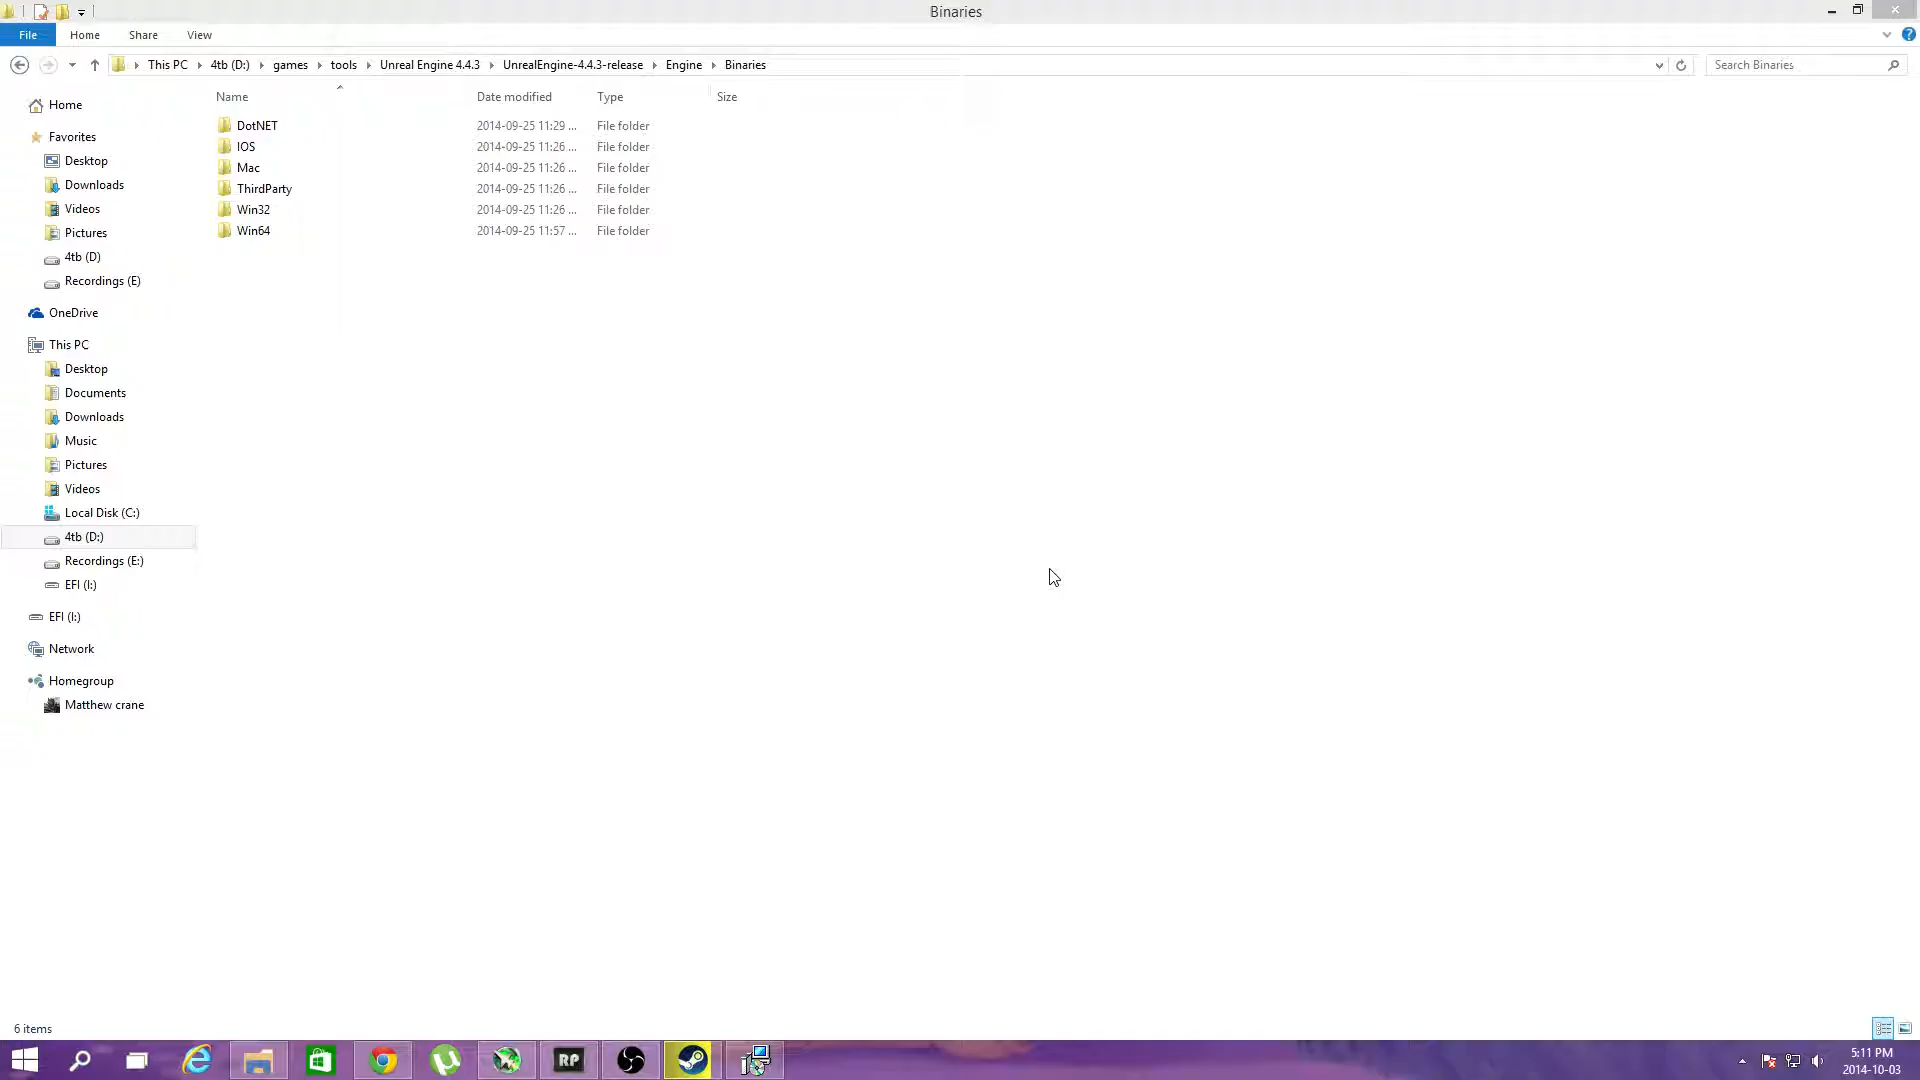 Binaries
File
Home
Share
View
This PC
4tb (D:)
games
tools
Unreal Engine 4.4.3
UnrealEngine-4.4.3-release
Engine
Binaries
Search Binaries
Name
Date modified
Type
Size
DotNET 2014-09-25 11:29 ... File folder
IOS 2014-09-25 11:26 ... File folder
Mac 2014-09-25 11:26 ... File folder
ThirdParty 2014-09-25 11:26 ... File folder
Win32 2014-09-25 11:26 ... File folder
Win64 2014-09-25 11:57 ... File folder
Home
Favorites
Desktop
Downloads
Videos
Pictures
4tb (D)
Recordings (E)
OneDrive
This PC
Desktop
Documents
Downloads
Music
Pictures
Videos
Local Disk (C:)
4tb (D:)
Recordings (E:)
EFI (I:)
EFI (I:)
Network
Homegroup
Matthew crane
6 items
RP
5:11 PM
2014-10-03